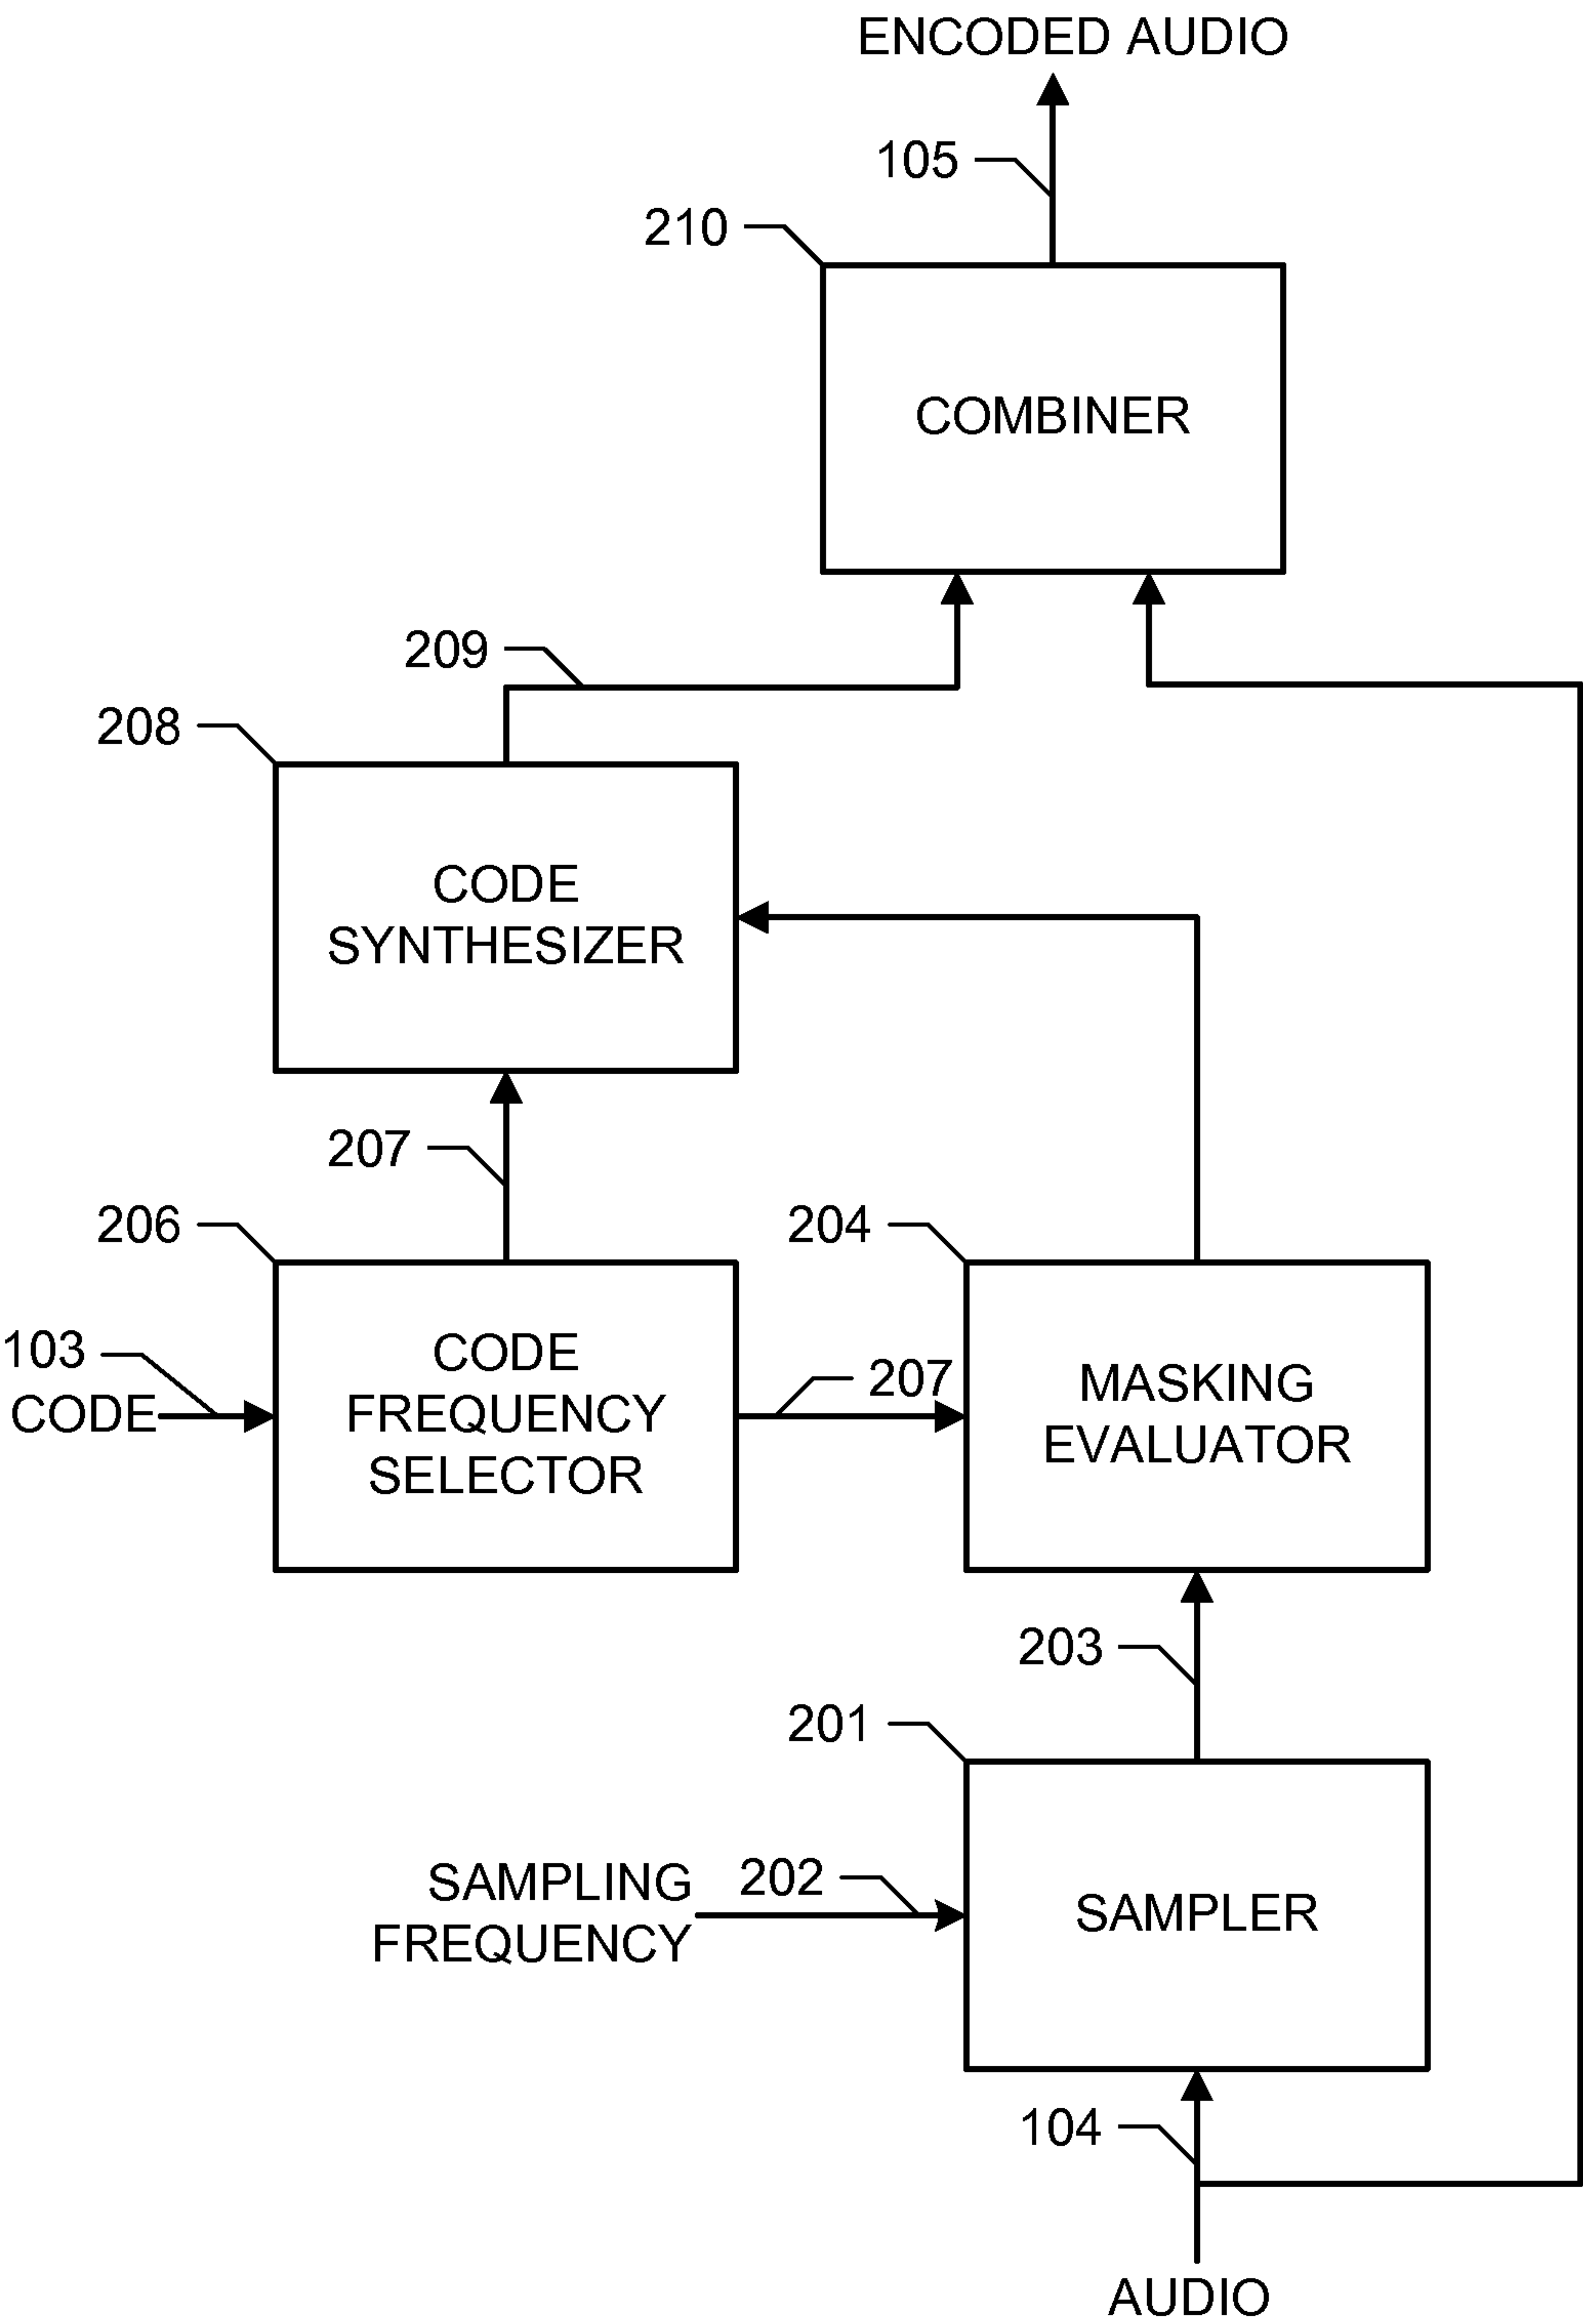 ENCODED AUDIO
105
210
COMBINER
209
208
CODE
SYNTHESIZER
207
206
204
103
CODE
CODE
FREQUENCY
SELECTOR
207
MASKING
EVALUATOR
203
201
SAMPLING
FREQUENCY
202
SAMPLER
104
AUDIO